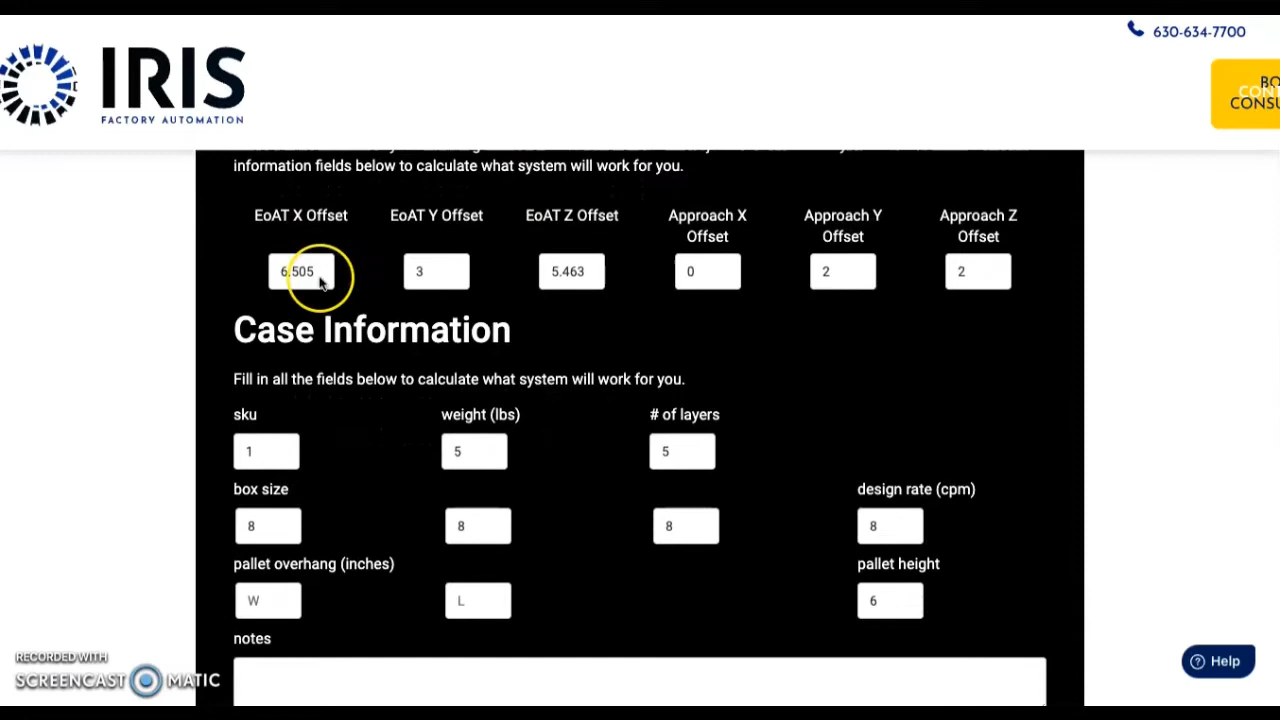 630-634-7700
IRIS
FACTORY AUTOMATION
BO
CONT
CONSU
information fields below to calculate what system will work for you.
EoAT X Offset EoAT Y Offset EoAT Z Offset Approach X Offset Approach Y Offset Approach Z Offset
6.505 3 5.463 0 2 2
Case Information
Fill in all the fields below to calculate what system will work for you.
sku weight (lbs) # of layers
1 5 5
box size design rate (cpm)
8 8 8 8
pallet overhang (inches) pallet height
W L 6
notes
RECORDED WITH
SCREENCAST MATIC
Help